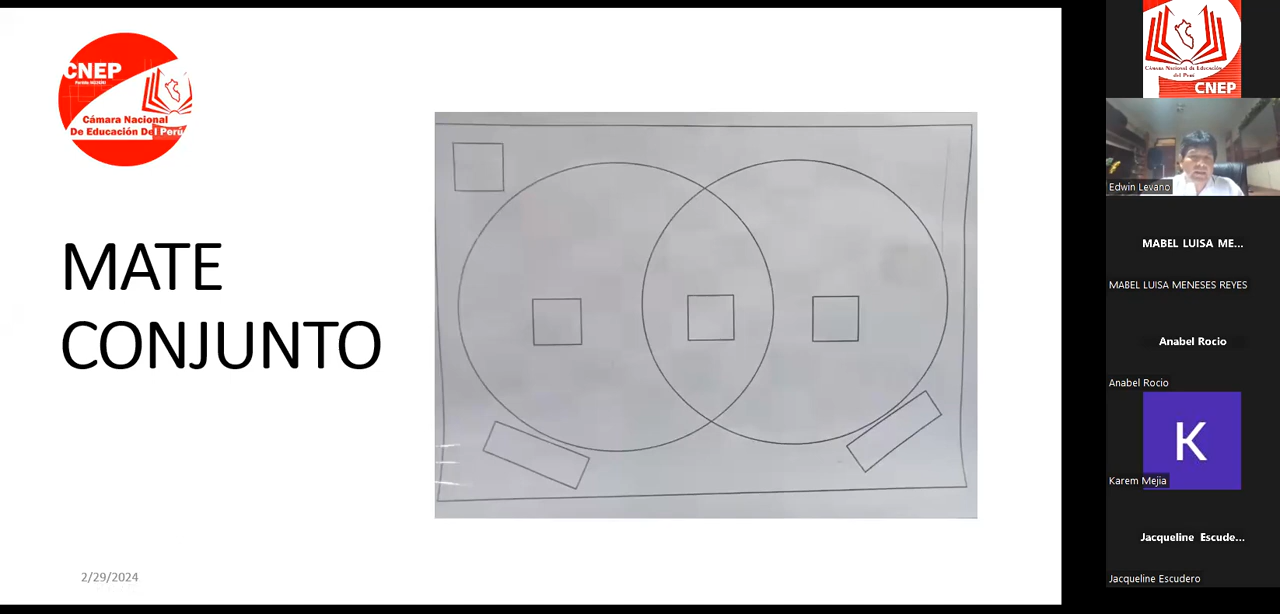 CNEP
Cámara Nacional
De Educación Del Perú
MATE
CONJUNTO
2/29/2024
Cámara Nacional de Educación
del Perú
CNEP
Edwin Levano
MABEL LUISA ME...
MABEL LUISA MENESES REYES
Anabel Rocio
Anabel Rocio
K
Karem Mejia
Jacqueline Escude...
Jacqueline Escudero